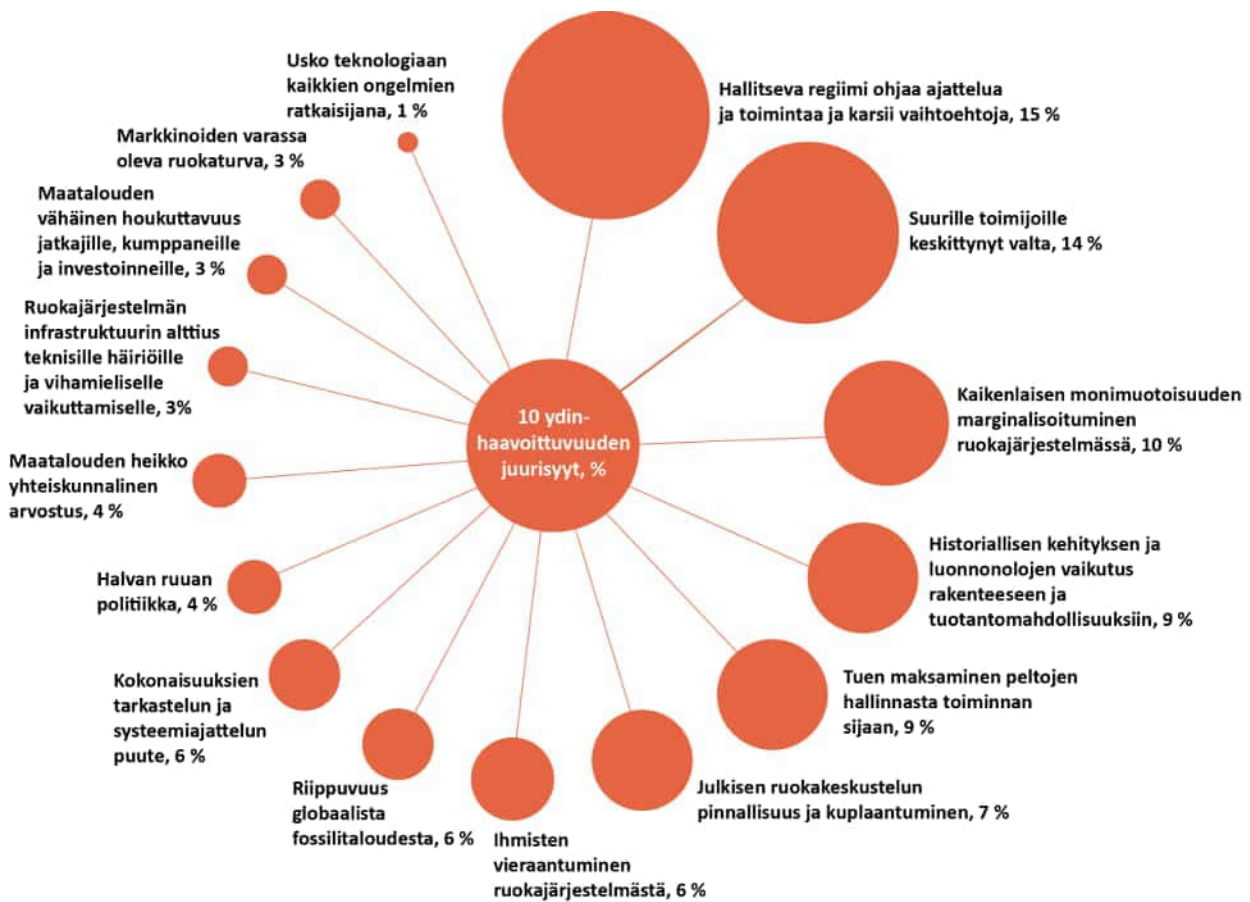 Usko teknologiaan
kaikkien ongelmien
ratkaisijana, 1 %
Hallitseva regiimi ohjaa ajattelua
ja toimintaa ja karsii vaihtoehtoja, 15 %
Markkinoiden varassa
oleva ruokaturva, 3 %
Maatalouden
vähäinen houkuttavuus
jatkajille, kumppaneille
ja investoinneille, 3 %
Suurille toimijoille
keskittynyt valta, 14 %
Ruokajärjestelmän
infrastruktuurin alttius
teknisille häiriöille
ja vihamieliselle
vaikuttamiselle, 3%
10 ydin-
haavoittuvuuden
juurisyyt, %
Kaikenlaisen monimuotoisuuden
marginalisoituminen
ruokajärjestelmässä, 10 %
Maatalouden heikko
yhteiskunnalinen
arvostus, 4 %
Historiallisen kehityksen ja
luonnonolojen vaikutus
rakenteeseen ja
tuotantomahdollisuuksiin, 9 %
Halvan ruuan
politiikka, 4 %
Tuen maksaminen peltojen
hallinnasta toiminnan
sijaan, 9 %
Kokonaisuuksien
tarkastelun ja
systeemiajattelun
puute, 6 %
Julkisen ruokakeskustelun
pinnallisuus ja kuplaantuminen, 7 %
Riippuvuus
globaalista
fossilitaloudesta, 6 %
Ihmisten
vieraantuminen
ruokajärjestelmästä, 6 %